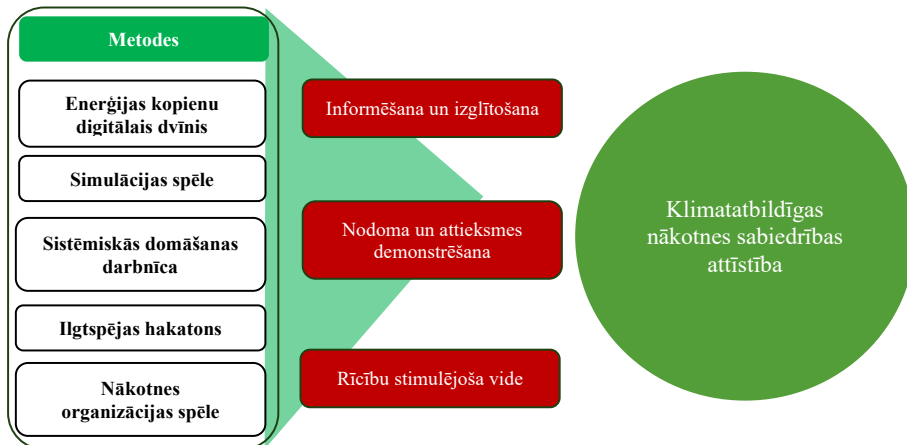 Metodes
Enerģijas kopienu
digitālais dvīnis
Simulācijas spēle
Sistēmiskās domāšanas
darbnīca
Ilgtspējas hakatons
Nākotnes
organizācijas spēle
Informēšana un izglītošana
Nodoma un attieksmes
demonstrēšana
Rīcību stimulējoša vide
Klimatatbildīgas
nākotnes sabiedrības
attīstība